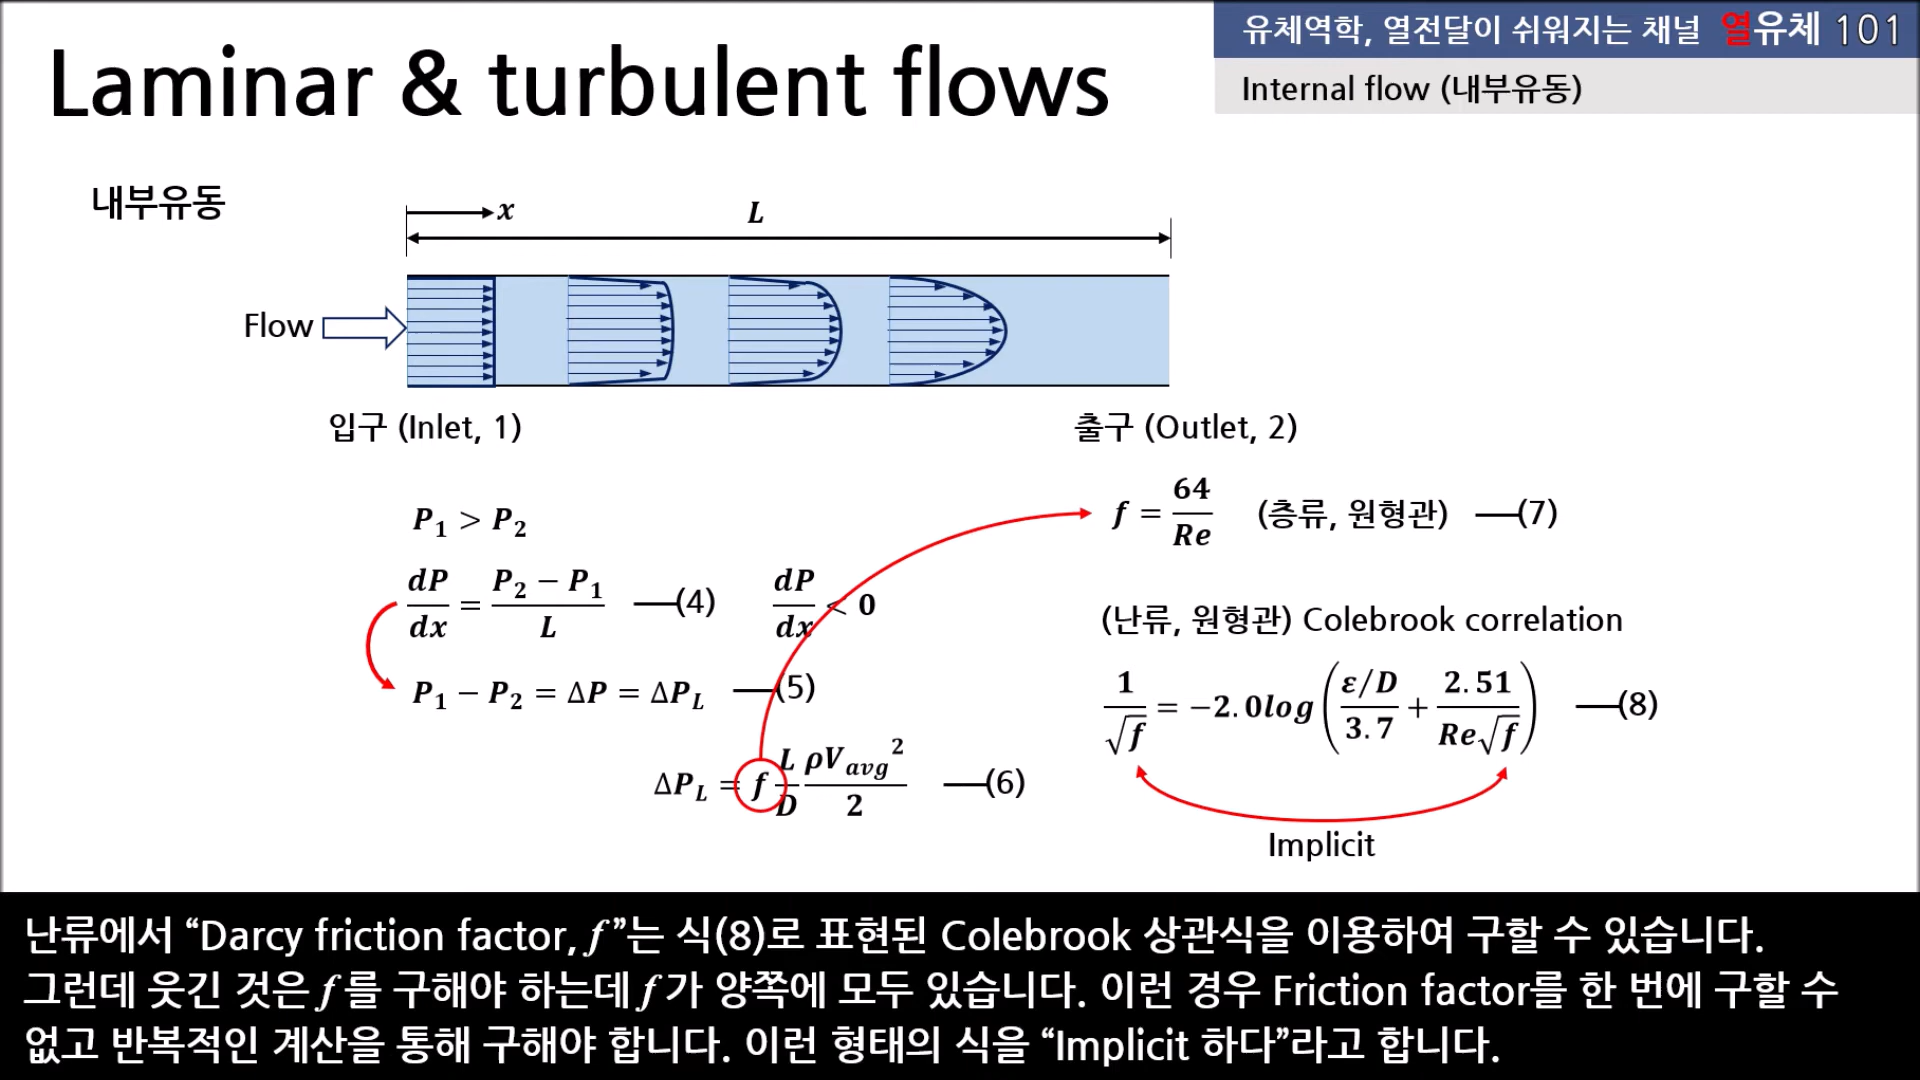 유체역학, 열전달이 쉬워지는 채널 열유체 101
Laminar & turbulent flows
Internal flow (내부유동)
내부유동
x
L
Flow
입구 (Inlet, 1)
출구 (Outlet, 2)
P₁ > P₂
dP/dx = (P₂ − P₁)/L —(4)
dP/dx < 0
P₁ − P₂ = ΔP = ΔP_L —(5)
ΔP_L = f L/D ρV_avg²/2 —(6)
f = 64/Re (층류, 원형관) —(7)
(난류, 원형관) Colebrook correlation
1/√f = −2.0log((ε/D)/3.7 + 2.51/(Re√f)) —(8)
Implicit
난류에서 “Darcy friction factor, f”는 식(8)로 표현된 Colebrook 상관식을 이용하여 구할 수 있습니다.
그런데 웃긴 것은 f를 구해야 하는데 f가 양쪽에 모두 있습니다. 이런 경우 Friction factor를 한 번에 구할 수
없고 반복적인 계산을 통해 구해야 합니다. 이런 형태의 식을 “Implicit 하다”라고 합니다.